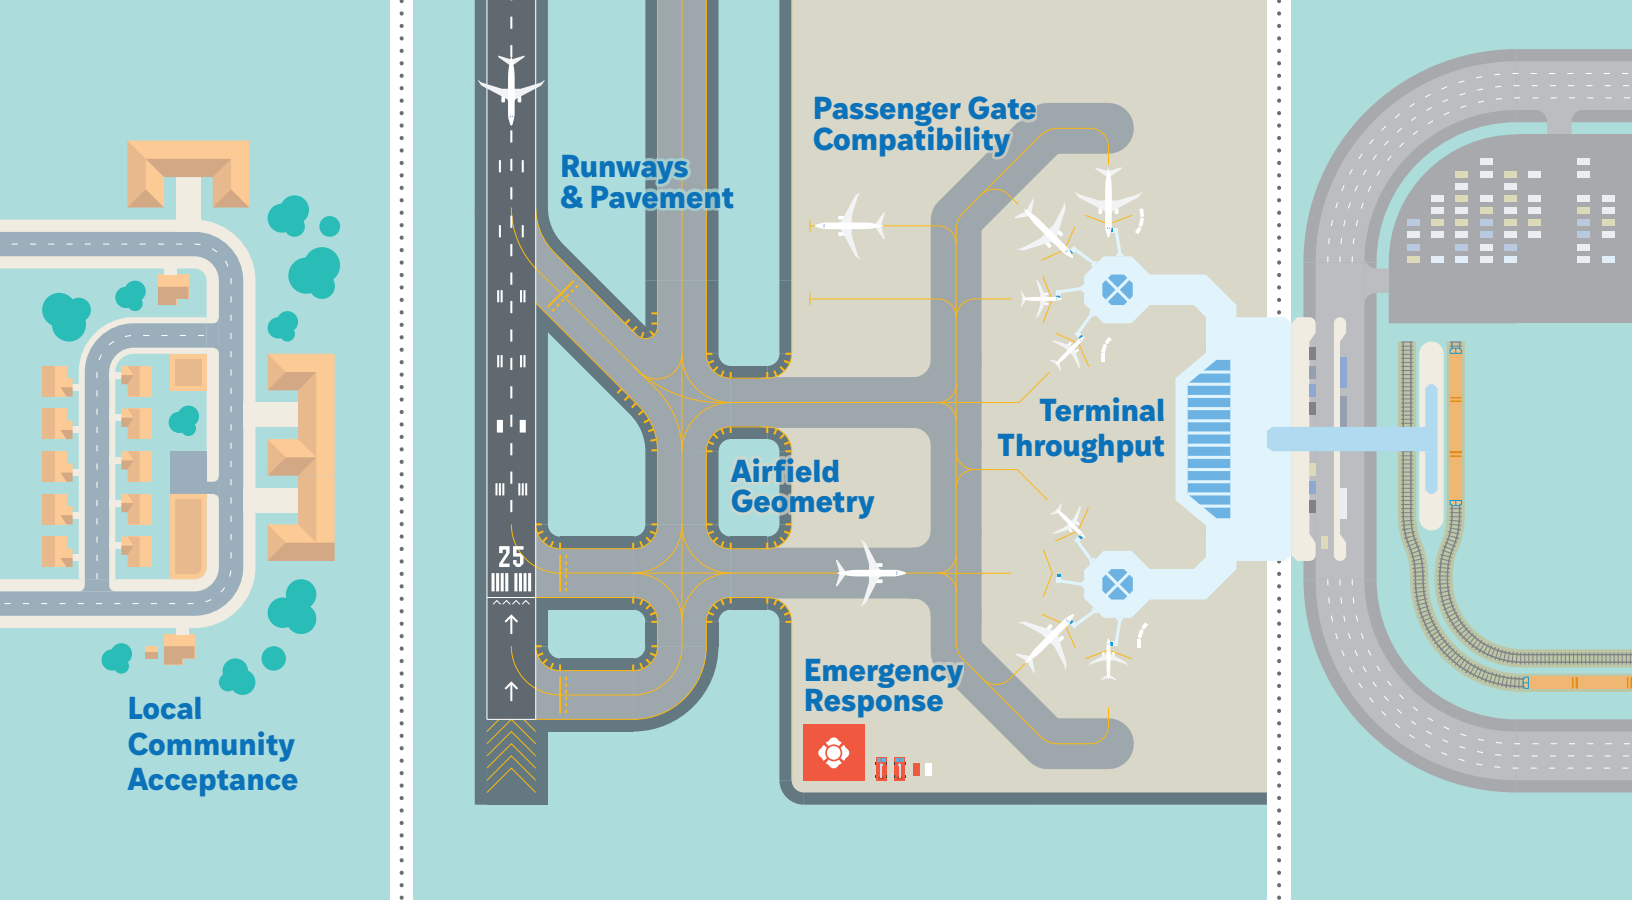 Local
Community
Acceptance
Runways
& Pavement
25
Airfield
Geometry
Passenger Gate
Compatibility
Terminal
Throughput
Emergency
Response